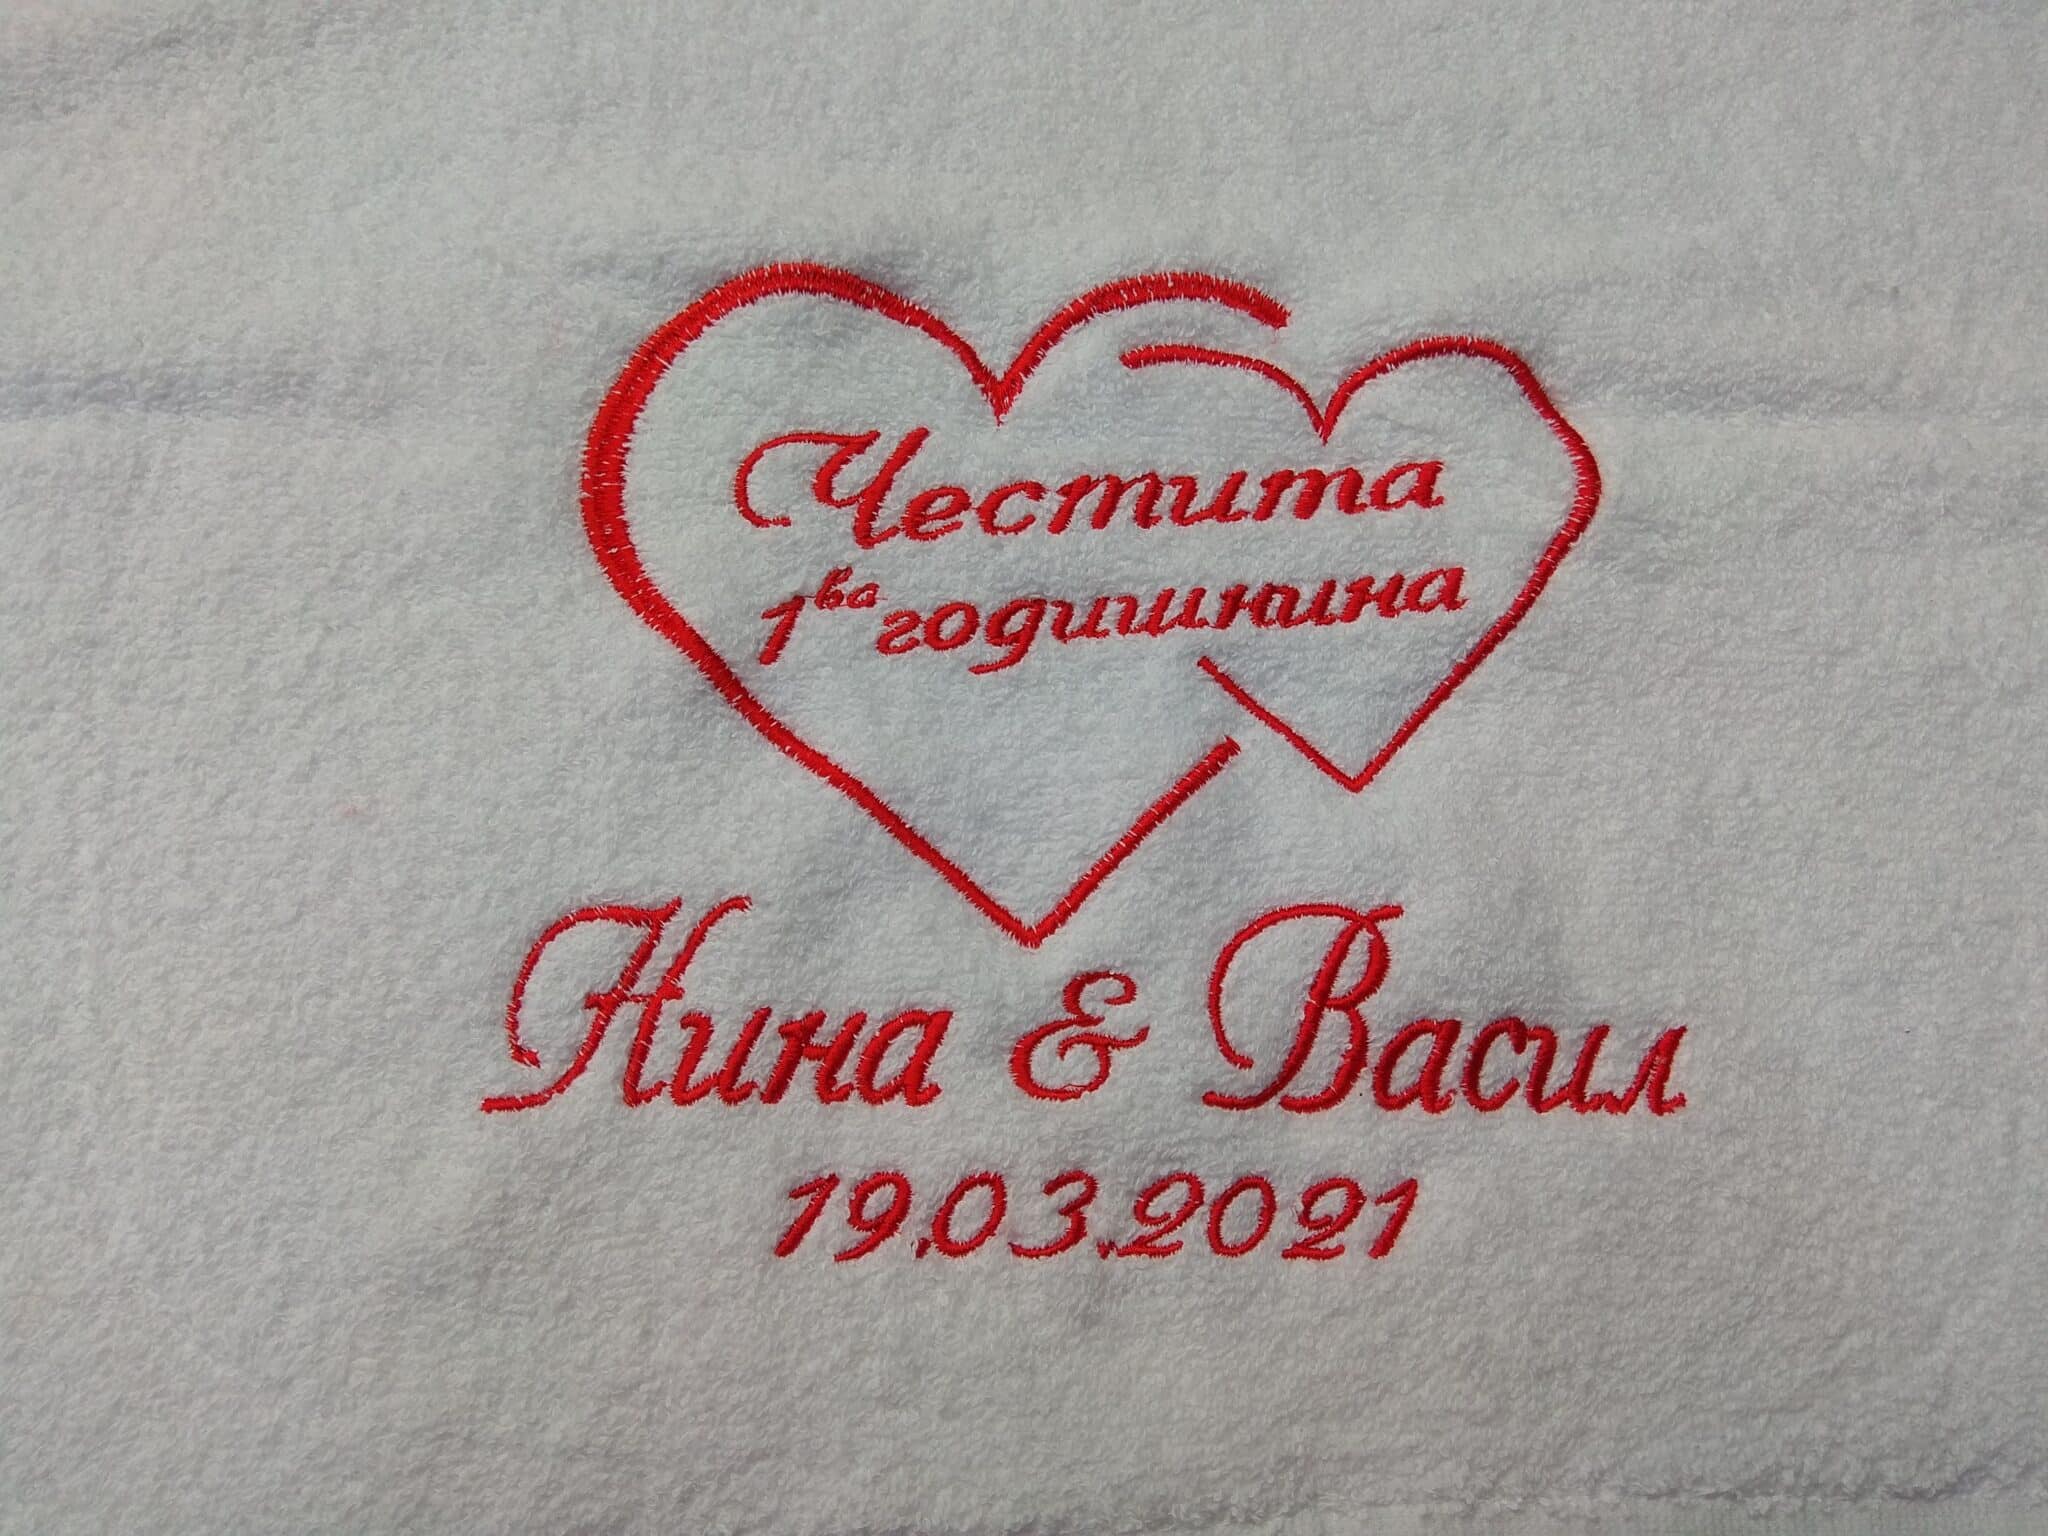 Честита
1ва годишнина
Нина & Васил
19.03.2021